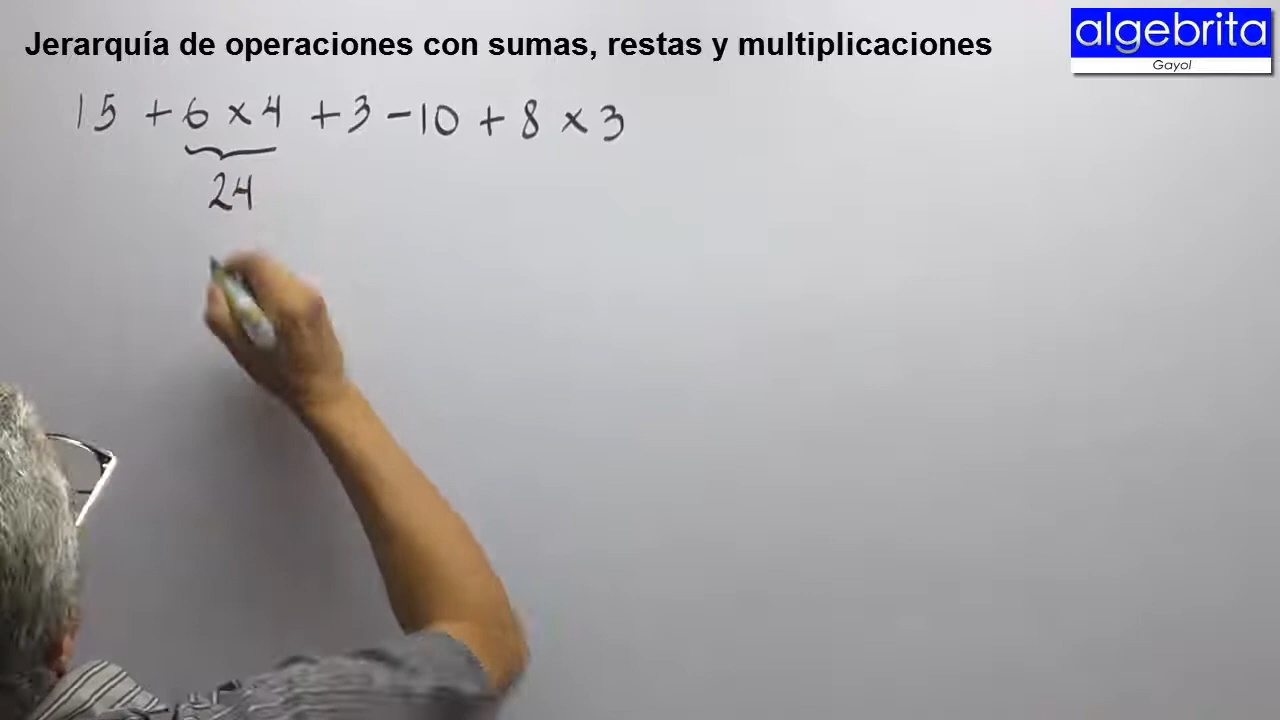 Jerarquía de operaciones con sumas, restas y multiplicaciones
algebrita
Gayol
15 + 6 × 4 + 3 - 10 + 8 × 3
24